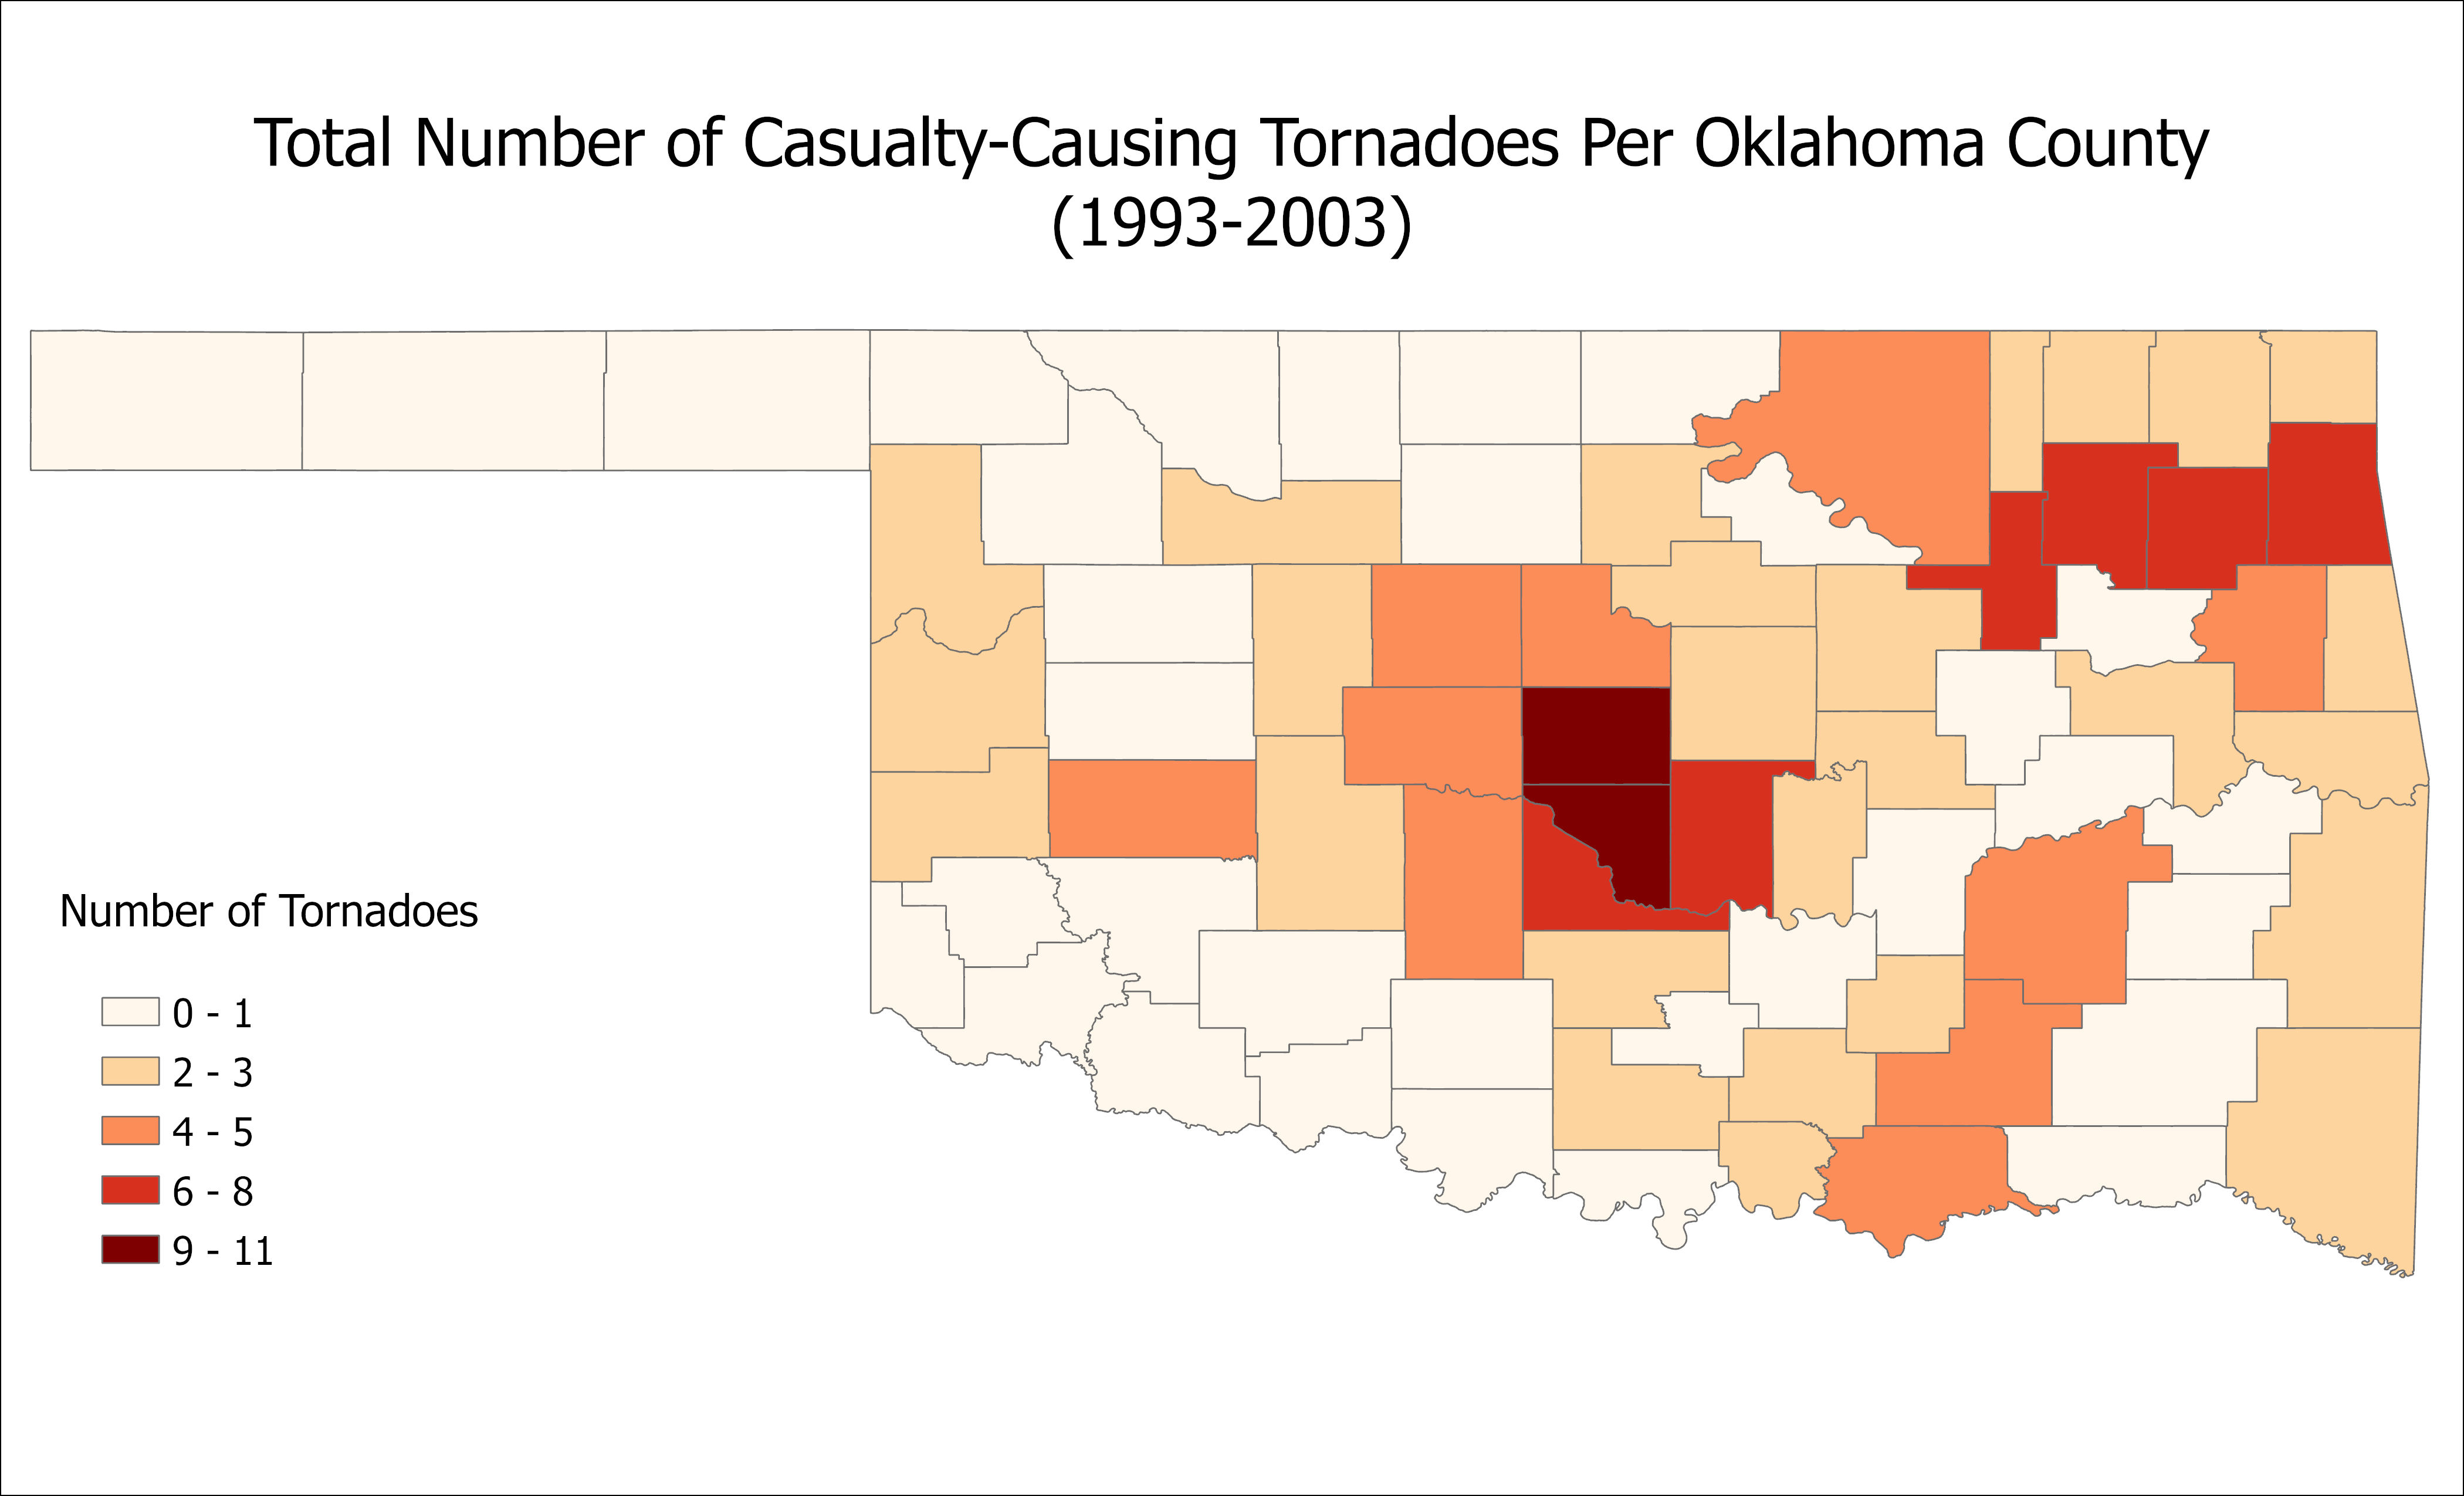 Total Number of Casualty-Causing Tornadoes Per Oklahoma County
(1993-2003)
Number of Tornadoes
0 - 1
2 - 3
4 - 5
6 - 8
9 - 11